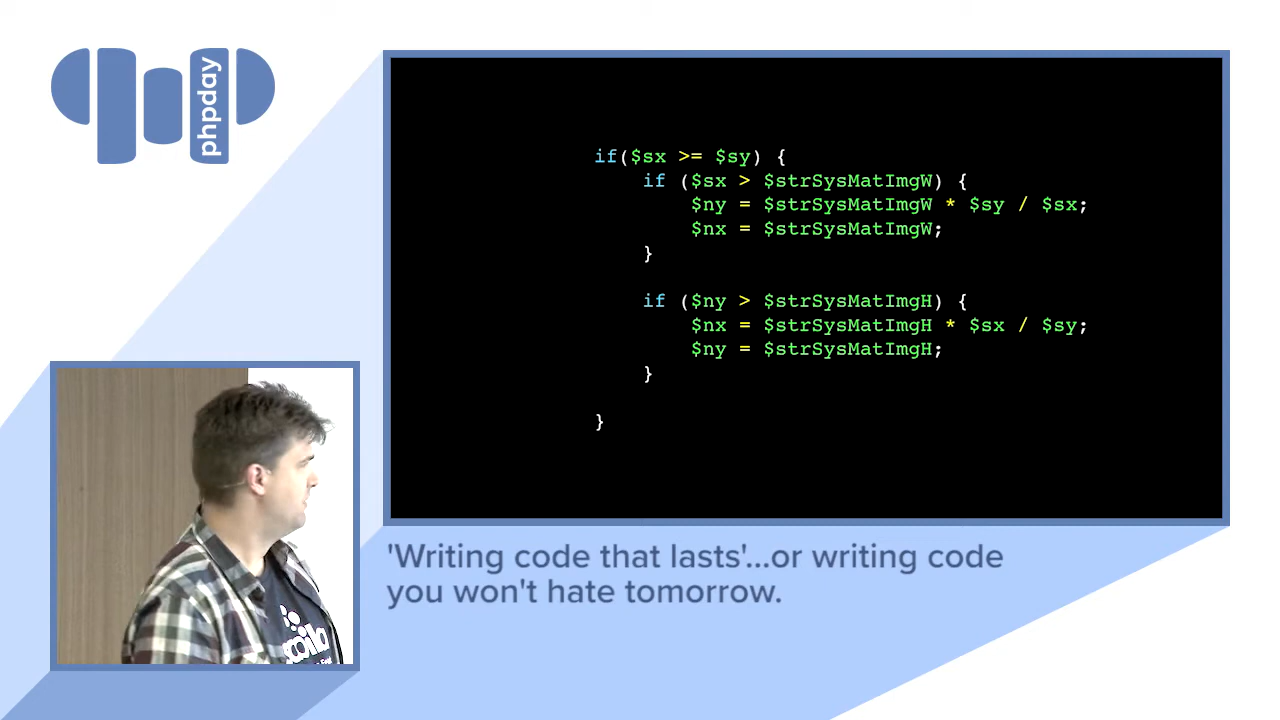 phpday
if($sx >= $sy) {
    if ($sx > $strSysMatImgW) {
        $ny = $strSysMatImgW * $sy / $sx;
        $nx = $strSysMatImgW;
    }
    if ($ny > $strSysMatImgH) {
        $nx = $strSysMatImgH * $sx / $sy;
        $ny = $strSysMatImgH;
    }
}
'Writing code that lasts'...or writing code
you won't hate tomorrow.